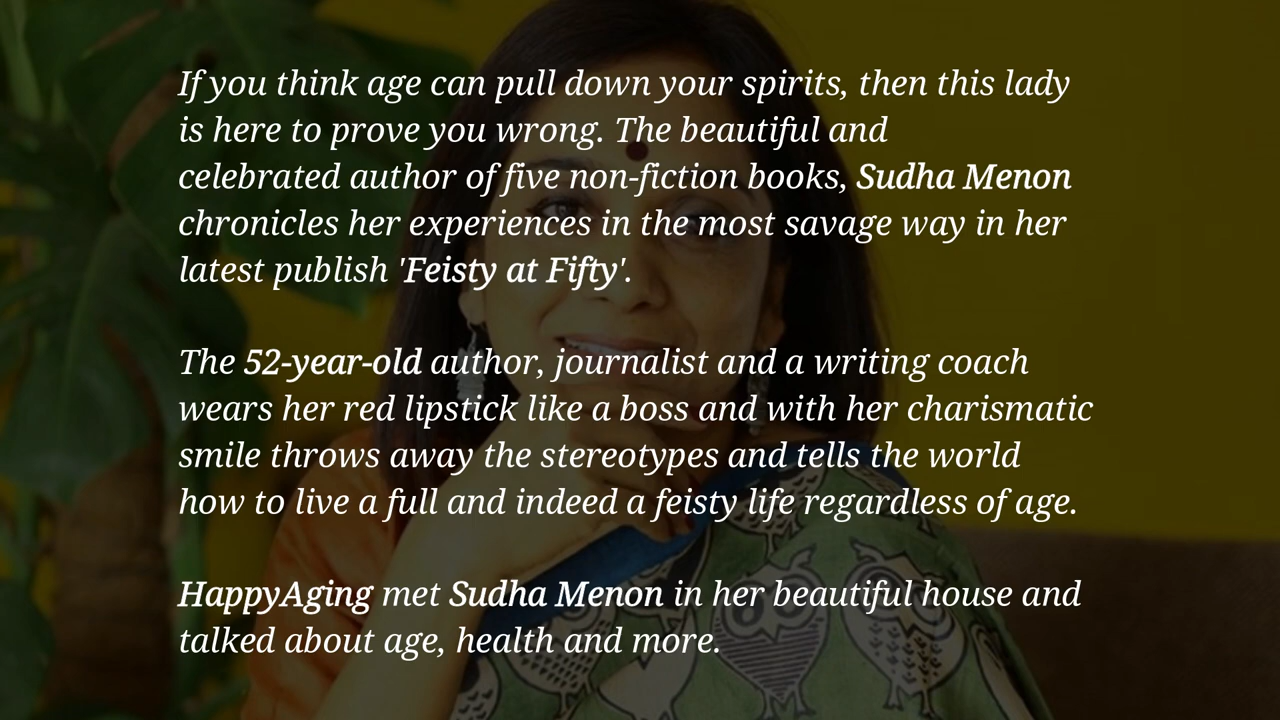 If you think age can pull down your spirits, then this lady
is here to prove you wrong. The beautiful and
celebrated author of five non-fiction books, Sudha Menon
chronicles her experiences in the most savage way in her
latest publish 'Feisty at Fifty'.
The 52-year-old author, journalist and a writing coach
wears her red lipstick like a boss and with her charismatic
smile throws away the stereotypes and tells the world
how to live a full and indeed a feisty life regardless of age.
HappyAging met Sudha Menon in her beautiful house and
talked about age, health and more.